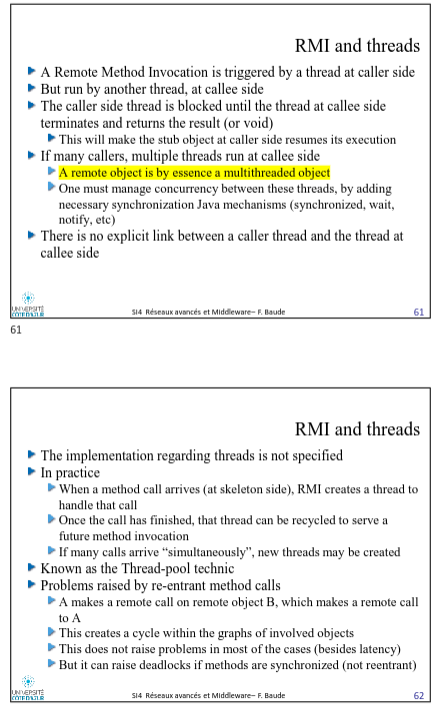 RMI and threads
A Remote Method Invocation is triggered by a thread at caller side
But run by another thread, at callee side
The caller side thread is blocked until the thread at callee side
terminates and returns the result (or void)
This will make the stub object at caller side resumes its execution
If many callers, multiple threads run at callee side
A remote object is by essence a multithreaded object
One must manage concurrency between these threads, by adding
necessary synchronization Java mechanisms (synchronized, wait,
notify, etc)
There is no explicit link between a caller thread and the thread at
callee side
UNIVERSITÉ
CÔTE D'AZUR
SI4 Réseaux avancés et Middleware– F. Baude
61
61
RMI and threads
The implementation regarding threads is not specified
In practice
When a method call arrives (at skeleton side), RMI creates a thread to
handle that call
Once the call has finished, that thread can be recycled to serve a
future method invocation
If many calls arrive “simultaneously”, new threads may be created
Known as the Thread-pool technic
Problems raised by re-entrant method calls
A makes a remote call on remote object B, which makes a remote call
to A
This creates a cycle within the graphs of involved objects
This does not raise problems in most of the cases (besides latency)
But it can raise deadlocks if methods are synchronized (not reentrant)
UNIVERSITÉ
CÔTE D'AZUR
SI4 Réseaux avancés et Middleware– F. Baude
62